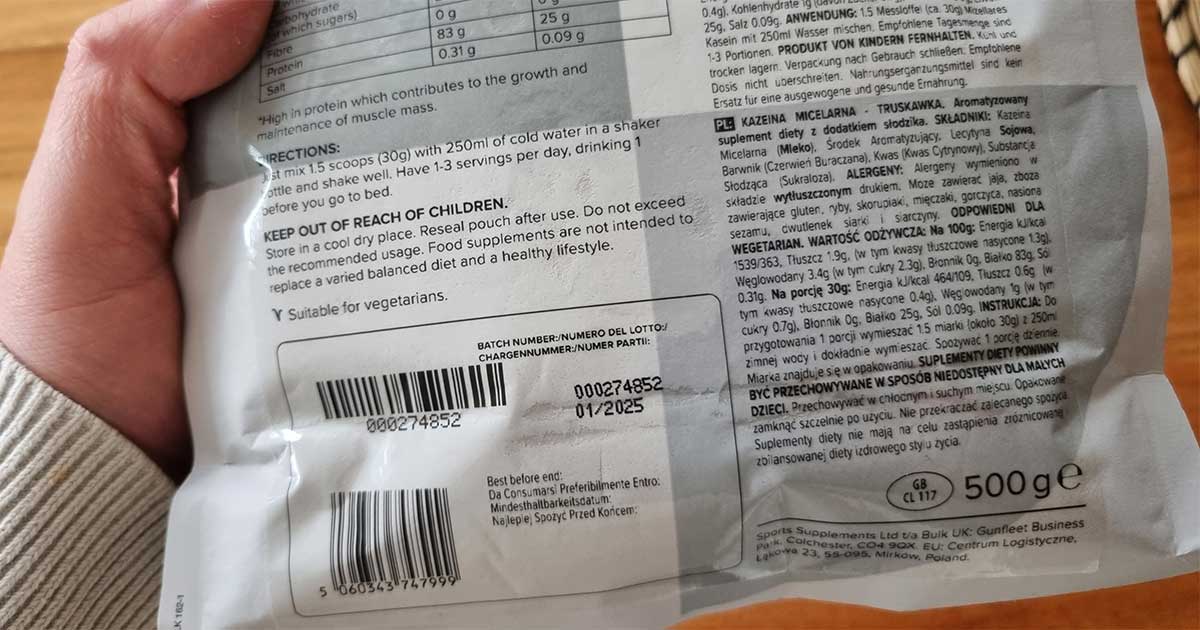 arbohydrate
of which sugars)
Fibre
Protein
Salt
0 g
83 g
0.31 g
25 g
0.09 g
*High in protein which contributes to the growth and
maintenance of muscle mass.
IRECTIONS:
st mix 1.5 scoops (30g) with 250ml of cold water in a shaker
ottle and shake well. Have 1-3 servings per day, drinking 1
before you go to bed.
KEEP OUT OF REACH OF CHILDREN.
Store in a cool dry place. Reseal pouch after use. Do not exceed
the recommended usage. Food supplements are not intended to
replace a varied balanced diet and a healthy lifestyle.
Suitable for vegetarians.
BATCH NUMBER:/NUMERO DEL LOTTO:/
CHARGENNUMMER:/NUMER PARTII:
000274852
000274852
01/2025
Best before end:
Da Consumarsi Preferibilmente Entro:
Mindesthaltbarkeitsdatum:
Najlepiej Spożyć Przed Końcem:
5 060343 747999
LK 162-1
0.4g), Kohlenhydrate 1g (davon
25g, Salz 0.09g. ANWENDUNG: 1.5 Messlöffel (ca. 30g) Mizellares
Kasein mit 250ml Wasser mischen. Empfohlene Tagesmenge sind
1-3 Portionen. PRODUKT VON KINDERN FERNHALTEN. Kühl und
trocken lagern. Verpackung nach Gebrauch schließen. Empfohlene
Dosis nicht überschreiten. Nahrungsergänzungsmittel sind kein
Ersatz für eine ausgewogene und gesunde Ernährung.
PL: KAZEINA MICELARNA - TRUSKAWKA. Aromatyzowany
suplement diety z dodatkiem słodzika. SKŁADNIKI: Kazeina
Micelarna (Mleko), Środek Aromatyzujący, Lecytyna Sojowa,
Barwnik (Czerwień Buraczana), Kwas (Kwas Cytrynowy), Substancja
Słodząca (Sukraloza). ALERGENY: Alergeny wymieniono w
składzie wytłuszczonym drukiem. Może zawierać jaja, zboża
zawierające gluten, ryby, skorupiaki, mięczaki, gorczyca, nasiona
sezamu, dwutlenek siarki i siarczyny. ODPOWIEDNI DLA
WEGETARIAN. WARTOŚĆ ODŻYWCZA: Na 100g: Energia kJ/kcal
1539/363, Tłuszcz 1.9g, (w tym kwasy tłuszczowe nasycone 1.3g),
Węglowodany 3.4g (w tym cukry 2.3g), Błonnik 0g, Białko 83g, Sól
0.31g. Na porcję 30g: Energia kJ/kcal 464/109, Tłuszcz 0.6g (w
tym kwasy tłuszczowe nasycone 0.4g), Węglowodany 1g (w tym
cukry 0.7g), Błonnik 0g, Białko 25g, Sól 0.09g. INSTRUKCJA: Do
przygotowania 1 porcji wymieszać 1.5 miarki (około 30g) z 250ml
zimnej wody i dokładnie wymieszać. Spożywać 1 porcję dziennie.
Miarka znajduje się w opakowaniu. SUPLEMENTY DIETY POWINNY
BYĆ PRZECHOWYWANE W SPOSÓB NIEDOSTĘPNY DLA MAŁYCH
DZIECI. Przechowywać w chłodnym i suchym miejscu. Opakowanie
zamknąć szczelnie po użyciu. Nie przekraczać zalecanego spożycia
Suplementy diety nie mają na celu zastąpienia zróżnicowanej
zbilansowanej diety i zdrowego stylu życia.
GB
CL 117
500 g e
Sports Supplements Ltd t/a Bulk UK: Gunfleet Business
Park, Colchester, CO4 9QX. EU: Centrum Logistyczne,
Łąkowa 23, 55-095, Mirków, Poland.